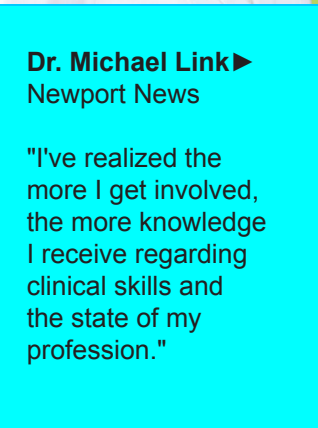 Dr. Michael Link►
Newport News
"I've realized the
more I get involved,
the more knowledge
I receive regarding
clinical skills and
the state of my
profession."